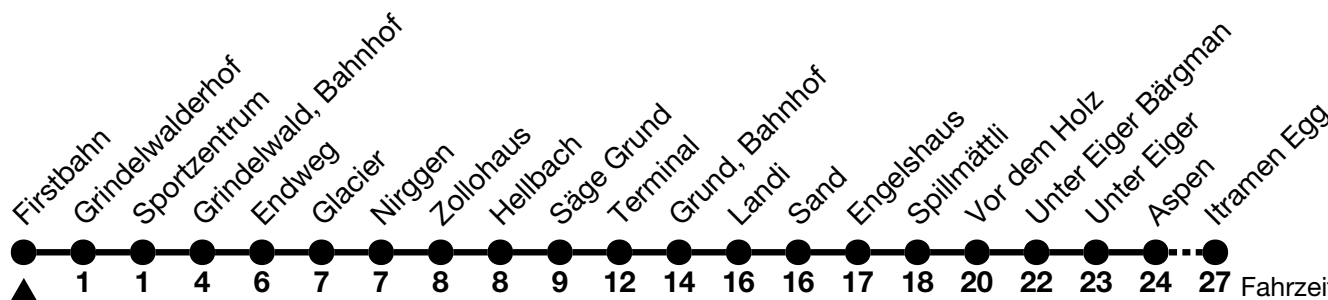 Firstbahn
Grindelwalderhof
Sportzentrum
Grindelwald, Bahnhof
Endweg
Glacier
Nirggen
Zollohaus
Hellbach
Säge Grund
Terminal
Grund, Bahnhof
Landi
Sand
Engelshaus
Spillmättli
Vor dem Holz
Unter Eiger Bärgman
Unter Eiger
Aspen
Itramen Egg
1 1 4 6 7 7 8 8 9 12 14 16 16 17 18 20 22 23 24 27 Fahrzeit